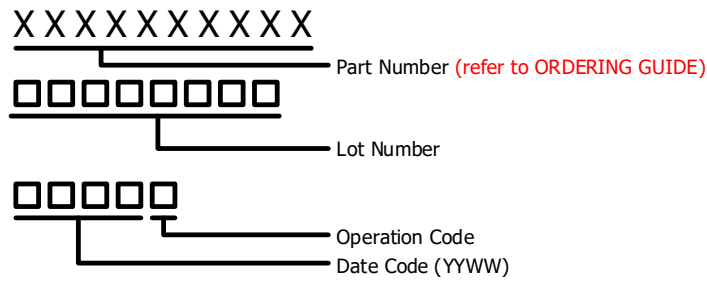 XXXXXXXXXX
Part Number (refer to ORDERING GUIDE)
□□□□□□□□
Lot Number
□□□□□
Operation Code
Date Code (YYWW)